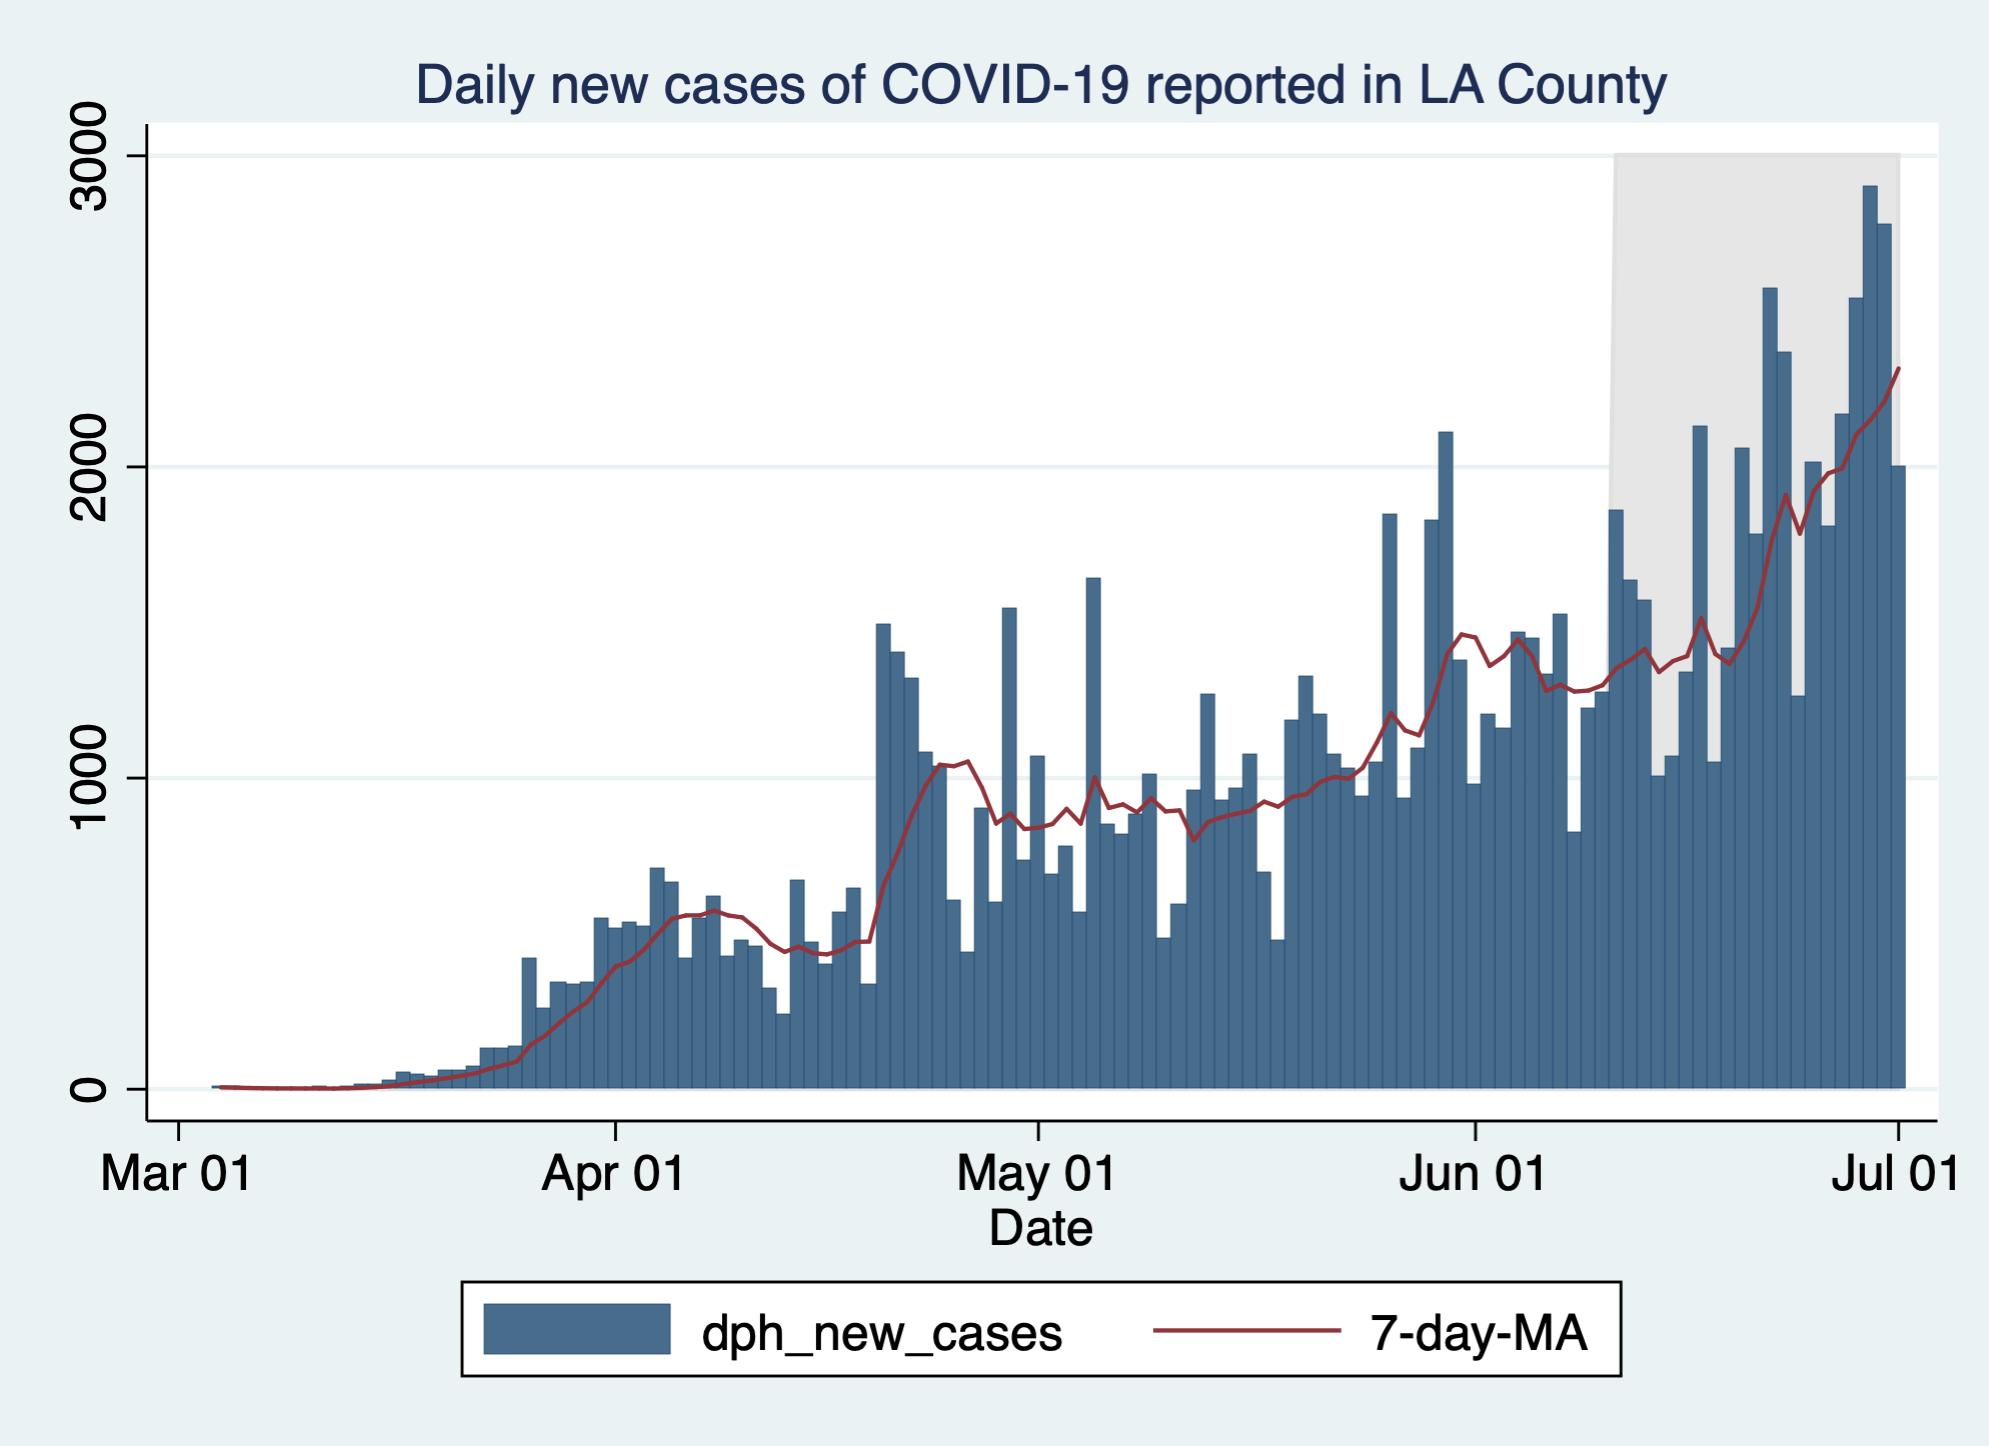 Daily new cases of COVID-19 reported in LA County
3000
2000
1000
0
Mar 01 Apr 01 May 01 Jun 01 Jul 01
Date
dph_new_cases 7-day-MA